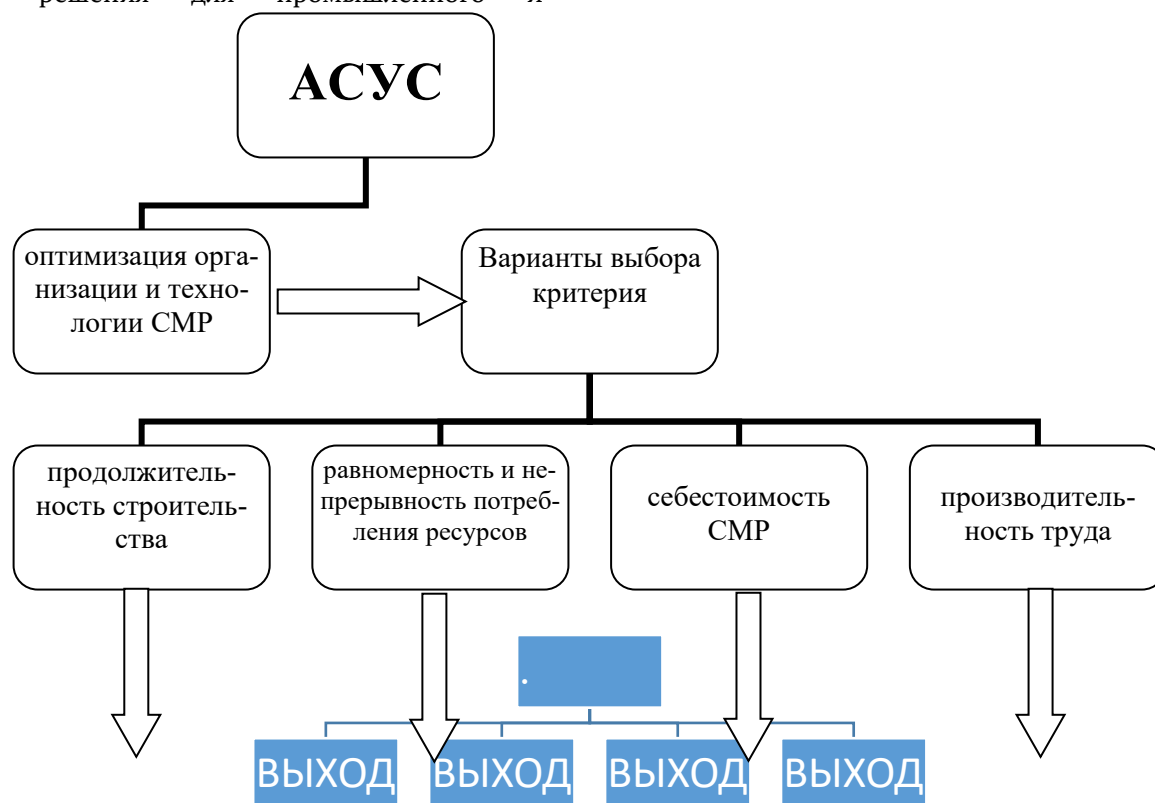 решения для промышленного и
АСУС
оптимизация орга-
низации и техно-
логии СМР
Варианты выбора
критерия
продолжитель-
ность строитель-
ства
равномерность и не-
прерывность потреб-
ления ресурсов
себестоимость
СМР
производитель-
ность труда
.
ВЫХОД
ВЫХОД
ВЫХОД
ВЫХОД